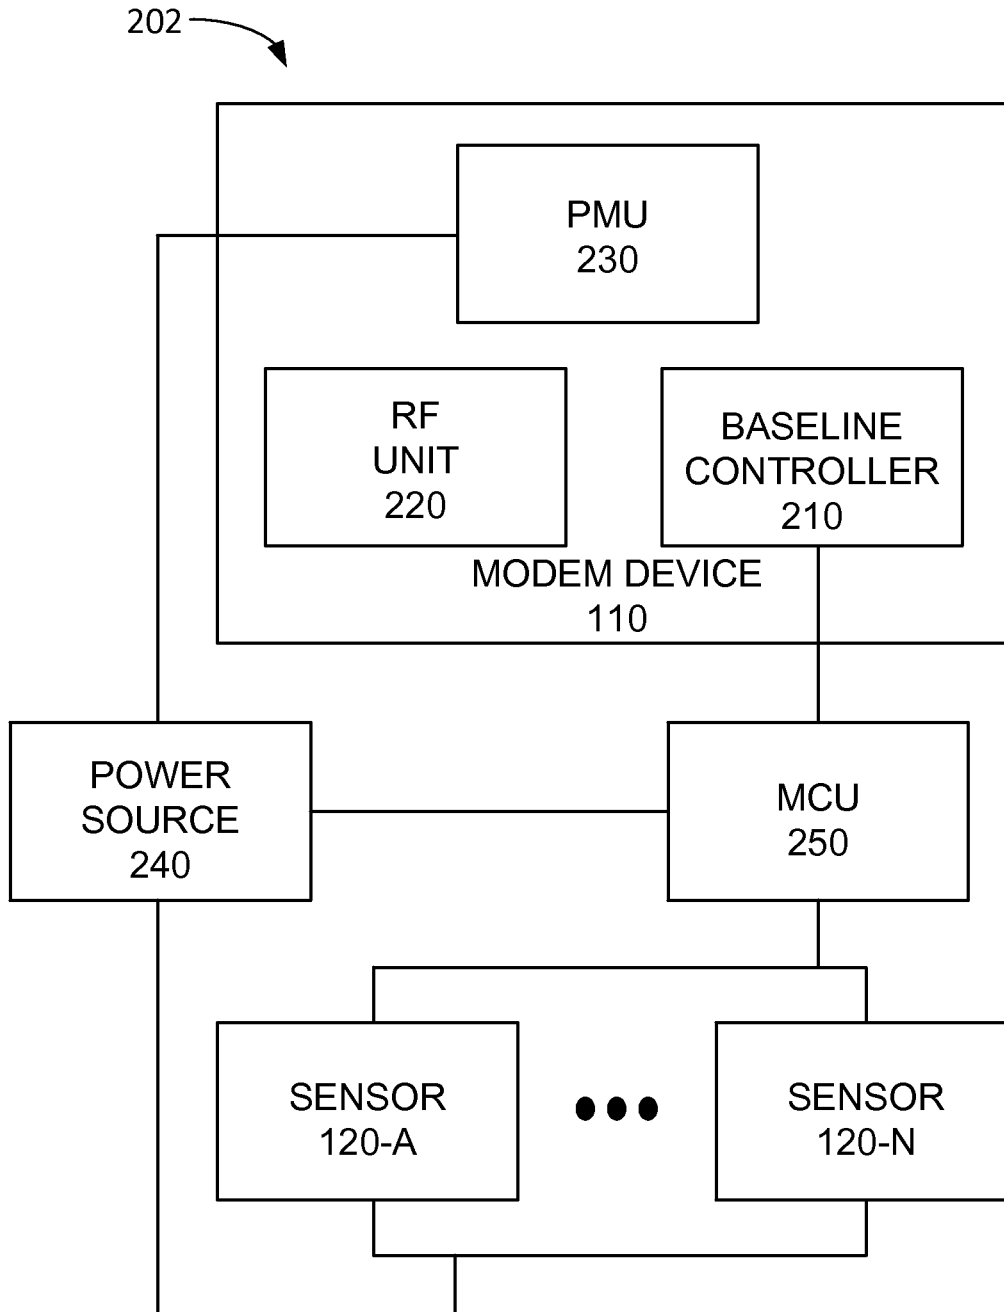 202
PMU
230
RF
UNIT
220
BASELINE
CONTROLLER
210
MODEM DEVICE
110
POWER
SOURCE
240
MCU
250
SENSOR
120-A
SENSOR
120-N